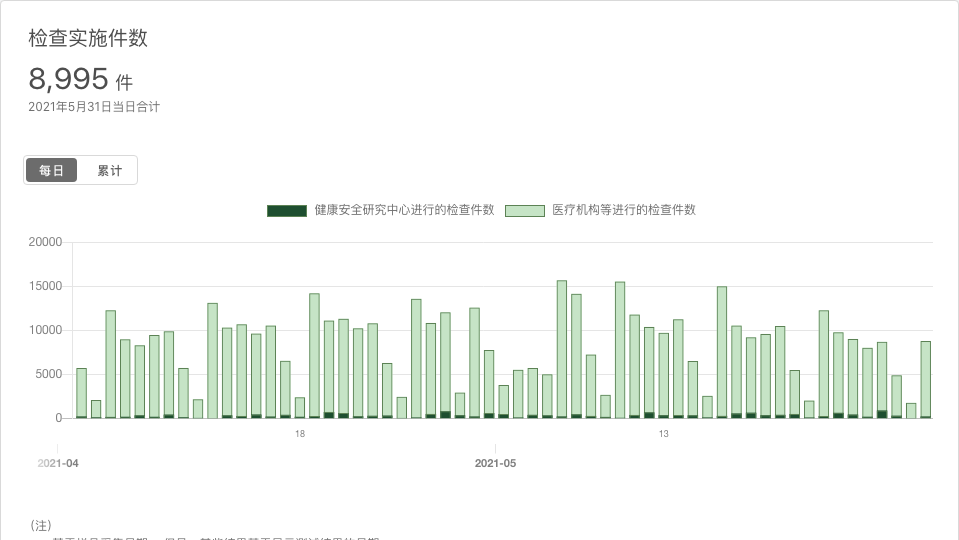 检查实施件数
8,995 件
2021年5月31日当日合计
每日 累计
健康安全研究中心进行的检查件数 医疗机构等进行的检查件数
20000
15000
10000
5000
0
18 13
2021-04 2021-05
(注)